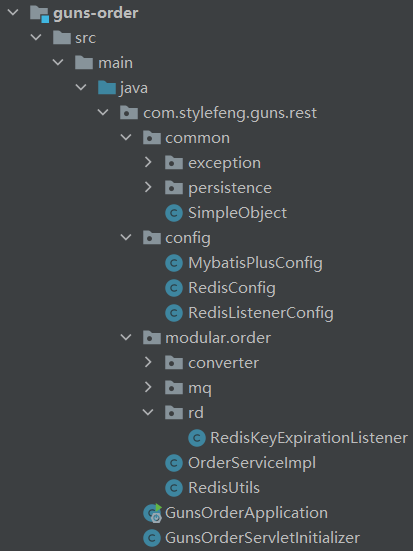 guns-order
src
main
java
com.stylefeng.guns.rest
common
exception
persistence
SimpleObject
config
MybatisPlusConfig
RedisConfig
RedisListenerConfig
modular.order
converter
mq
rd
RedisKeyExpirationListener
OrderServiceImpl
RedisUtils
GunsOrderApplication
GunsOrderServletInitializer